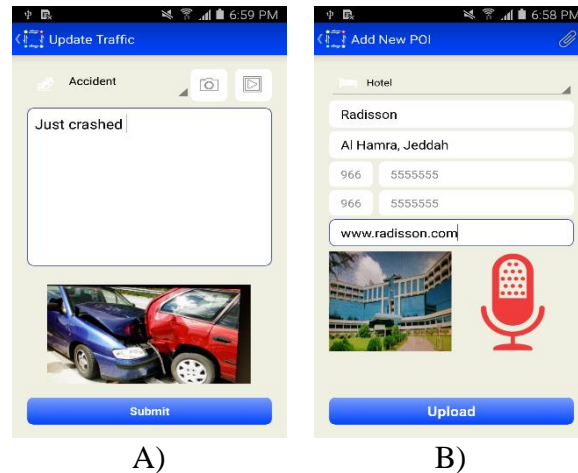 6:59 PM
Update Traffic
Accident
Just crashed
Submit
A)
6:58 PM
Add New POI
Hotel
Radisson
Al Hamra, Jeddah
966 5555555
966 5555555
www.radisson.com
Upload
B)